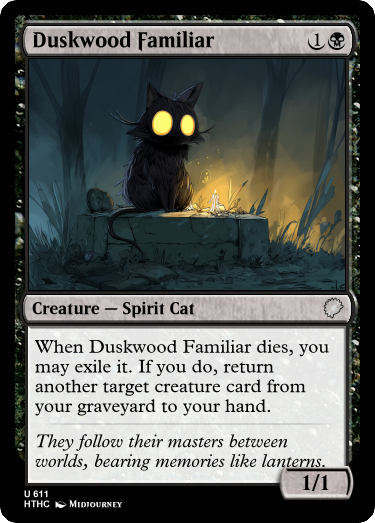 Duskwood Familiar 1
Creature — Spirit Cat
When Duskwood Familiar dies, you
may exile it. If you do, return
another target creature card from
your graveyard to your hand.
They follow their masters between
worlds, bearing memories like lanterns.
1/1
U 611
HTHC Midjourney